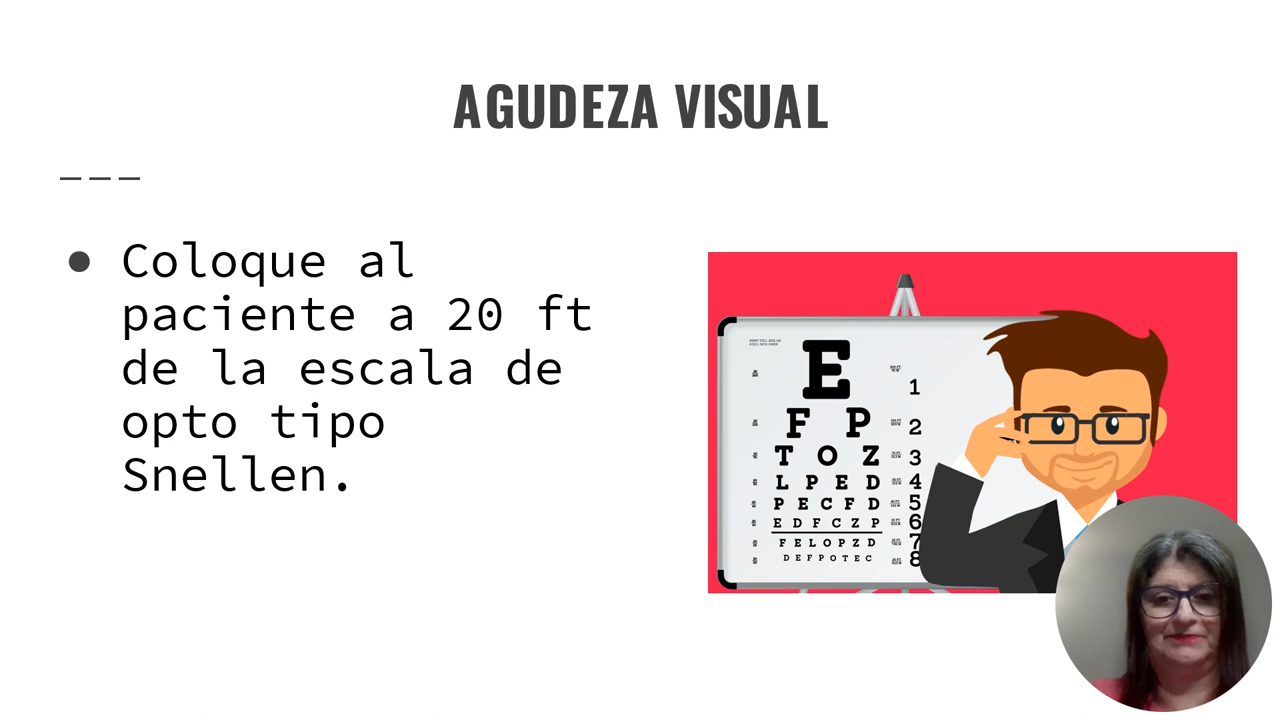 AGUDEZA VISUAL
Coloque al
paciente a 20 ft
de la escala de
opto tipo
Snellen.
E
1
F P
2
T O Z
3
L P E D
4
P E C F D
5
E D F C Z P
6
F E L O P Z D
7
D E F P O T E C
8